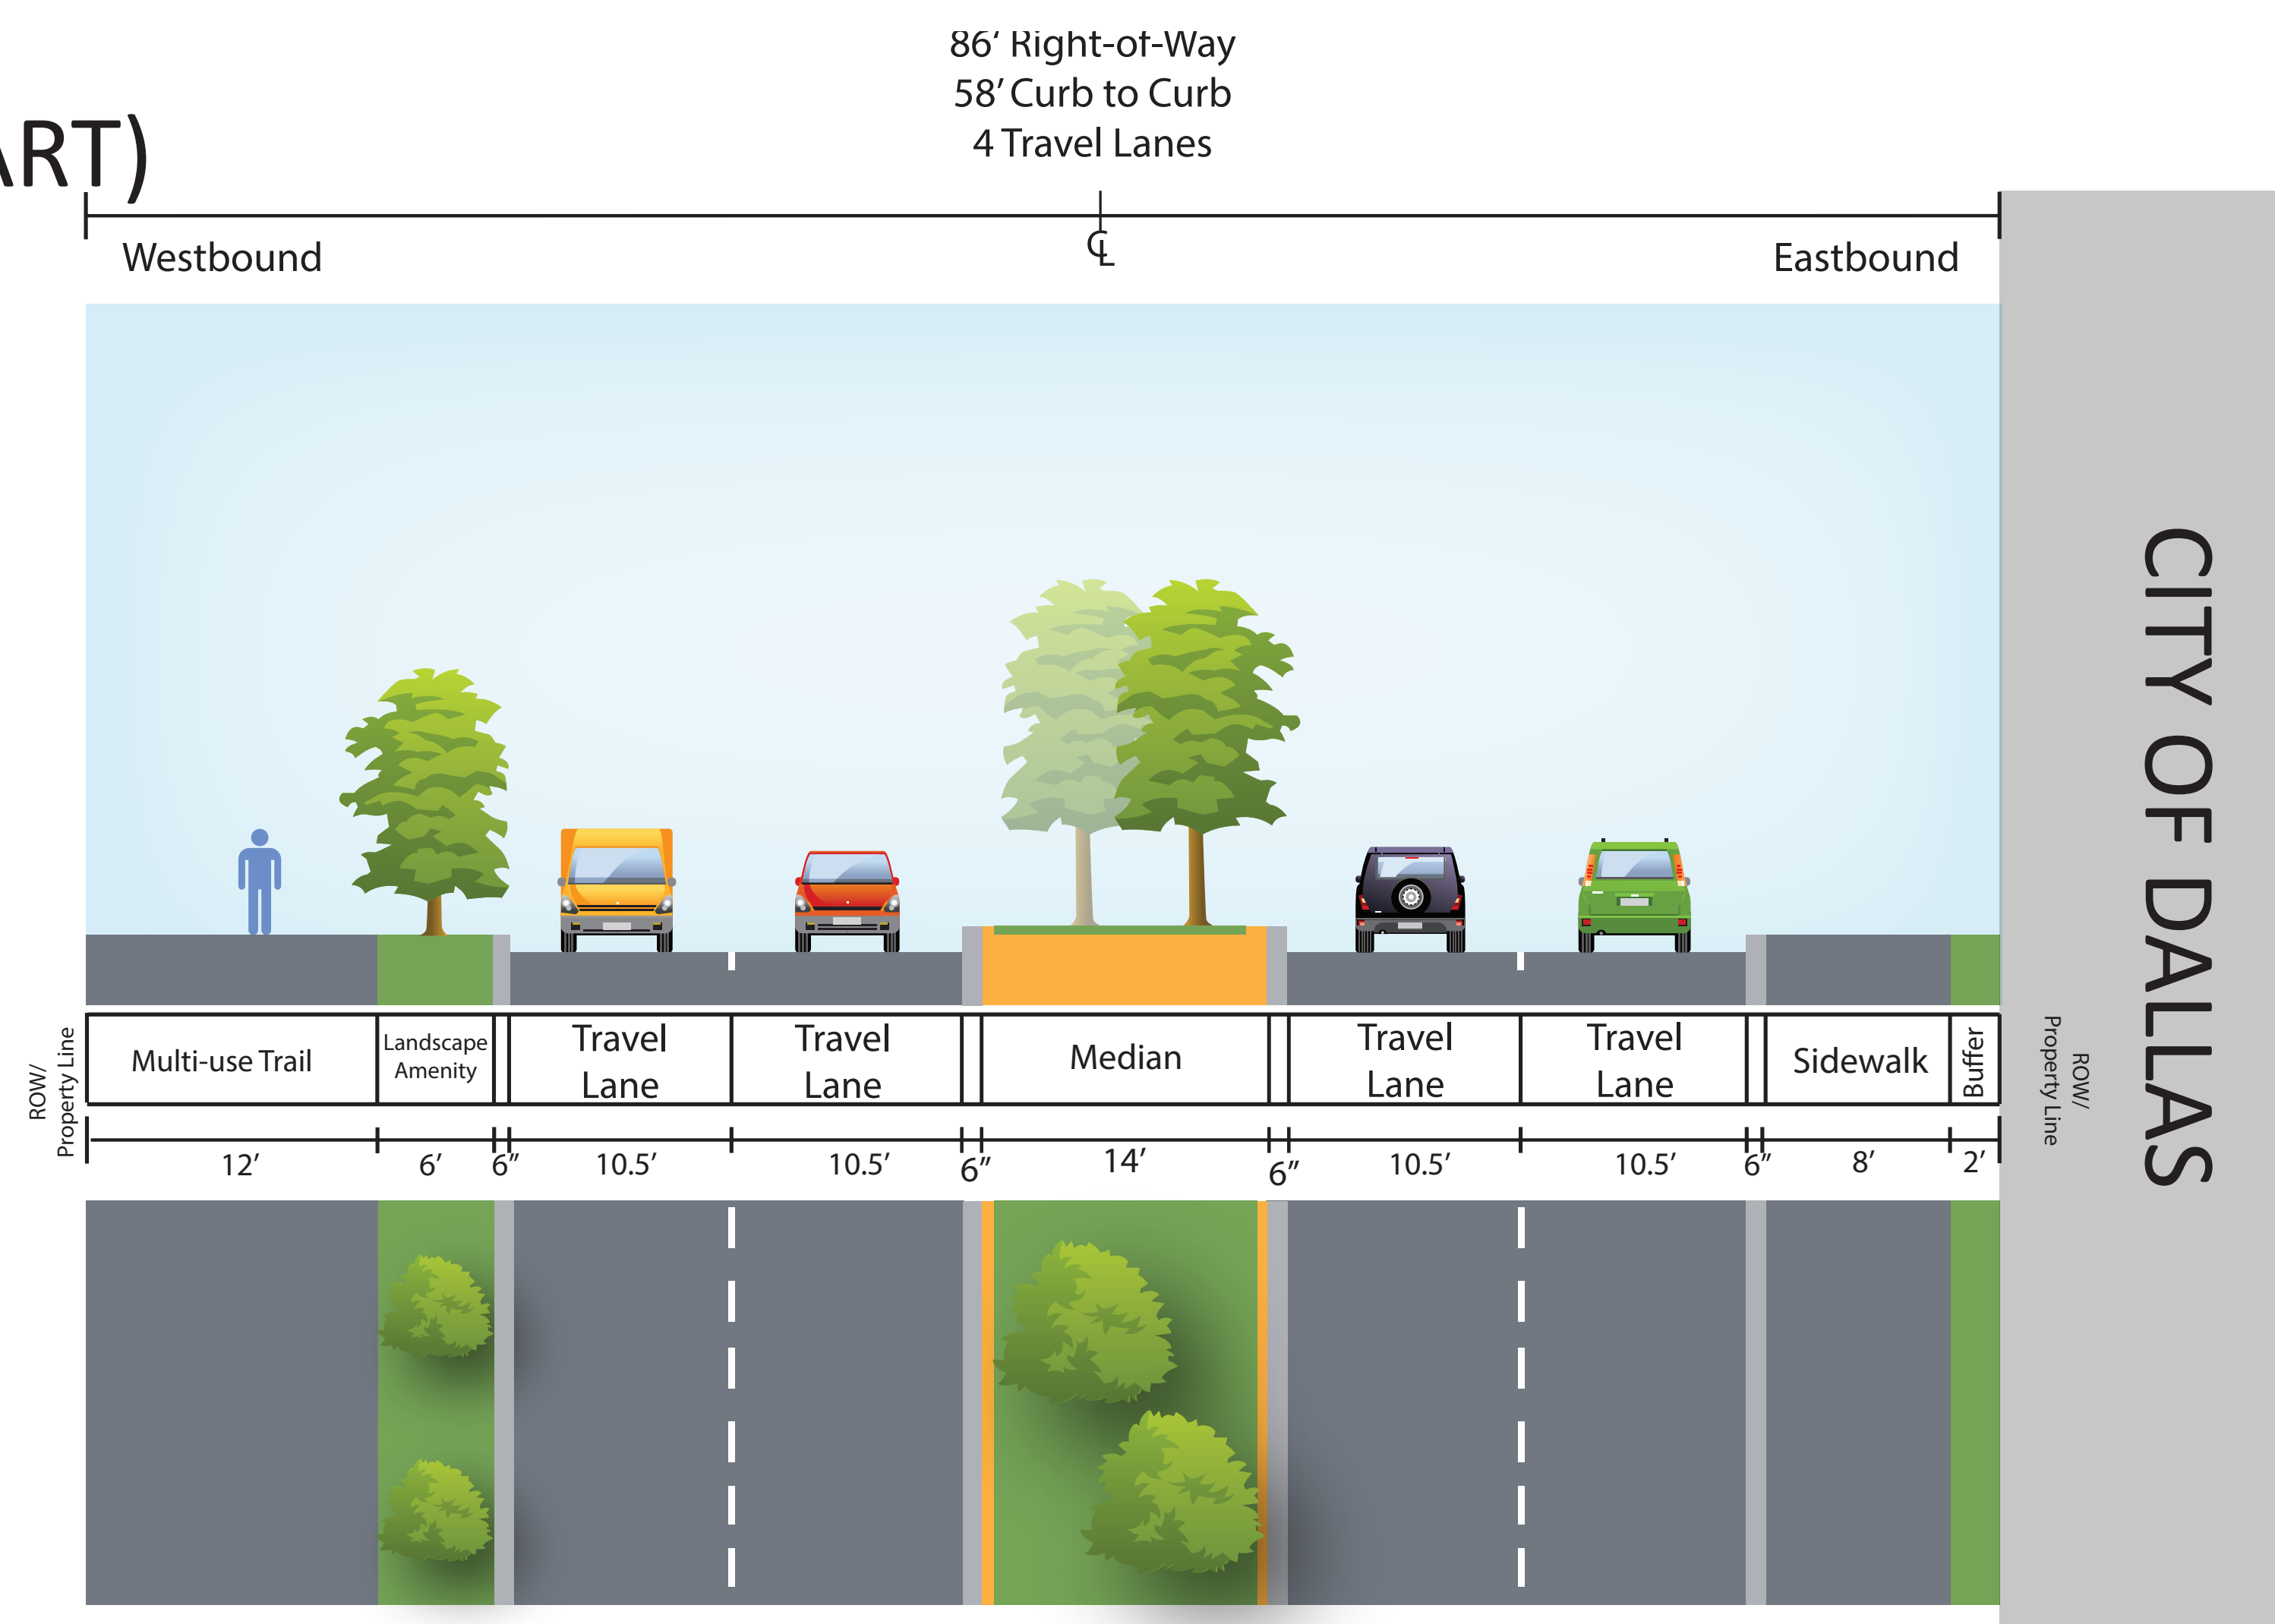 86’ Right-of-Way
58’ Curb to Curb
4 Travel Lanes
ART)
Westbound
CL
Eastbound
CITY OF DALLAS
ROW/
Property Line
Multi-use Trail
Landscape
Amenity
Travel
Lane
Travel
Lane
Median
Travel
Lane
Travel
Lane
Sidewalk
Buffer
ROW/
Property Line
12’ 6’ 6” 10.5’ 10.5’ 6” 14’ 6” 10.5’ 10.5’ 6” 8’ 2’